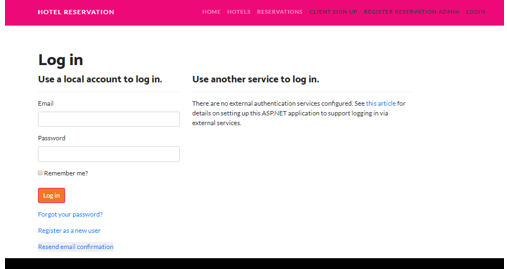 HOTEL RESERVATION
HOME HOTELS RESERVATIONS CLIENT SIGN UP REGISTER RESERVATION ADMIN LOGIN
Log in
Use a local account to log in.
Email
Password
Remember me?
Log in
Forgot your password?
Register as a new user
Resend email confirmation
Use another service to log in.
There are no external authentication services configured. See this article for
details on setting up this ASP.NET application to support logging in via
external services.